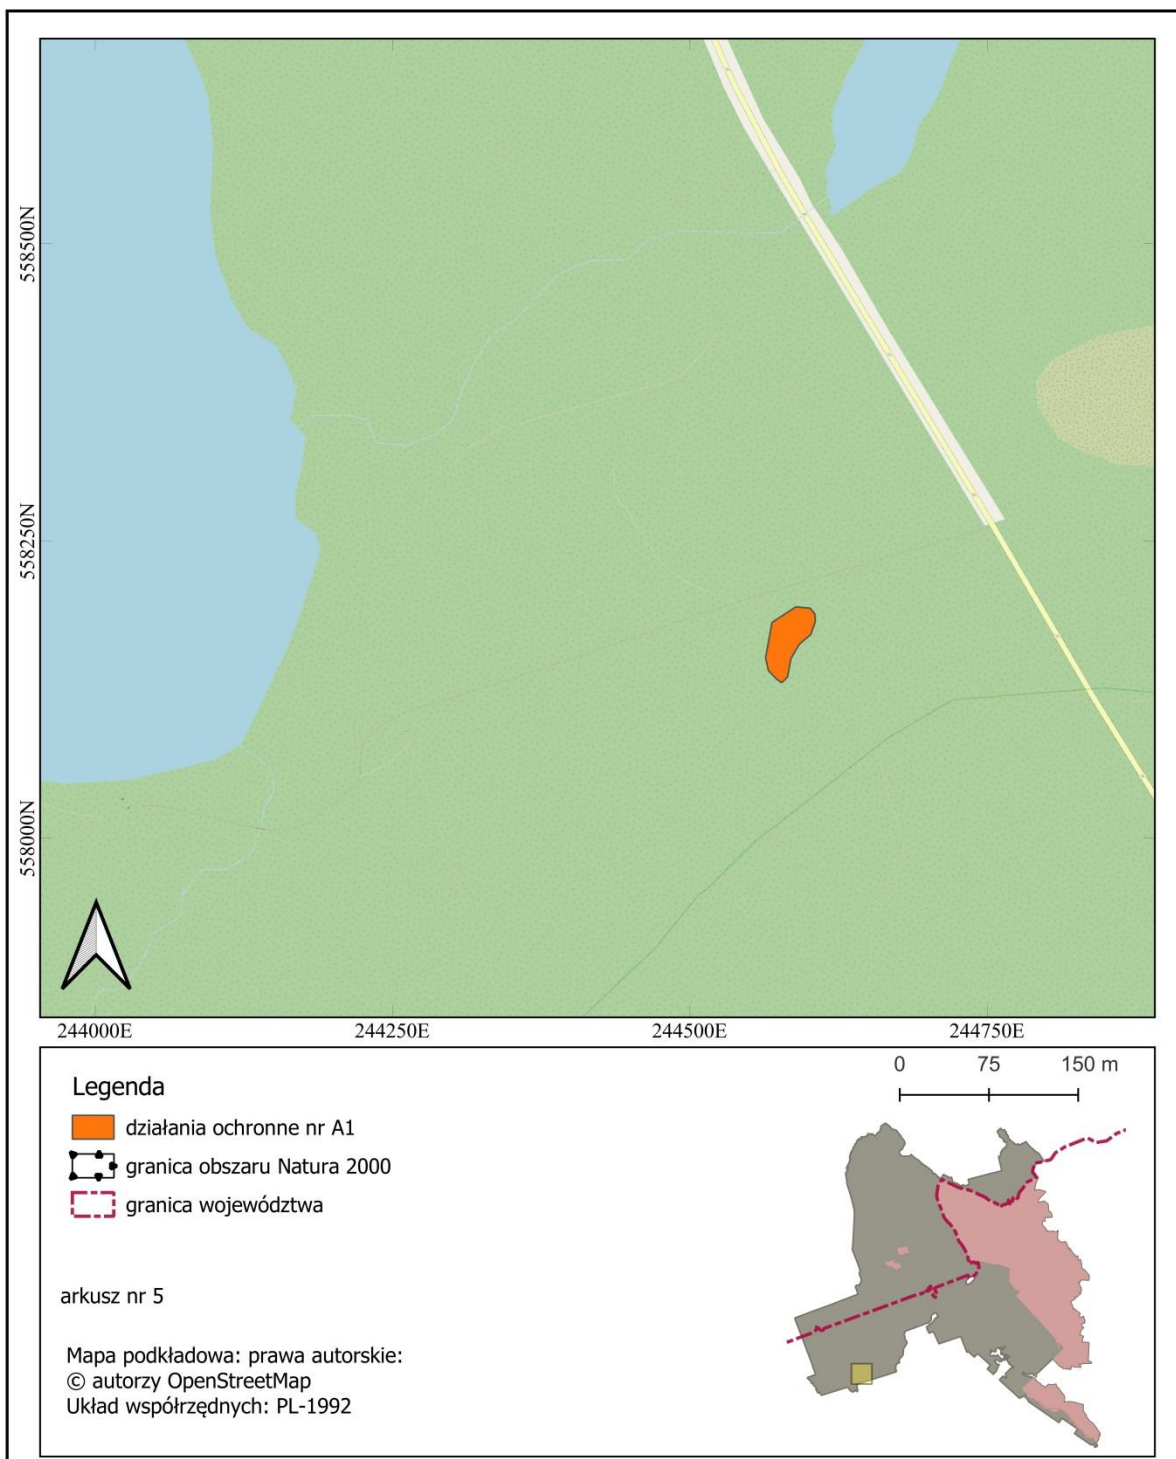 558500N
558250N
558000N
244000E
244250E
244500E
244750E
Legenda
działania ochronne nr A1
granica obszaru Natura 2000
granica województwa
arkusz nr 5
Mapa podkładowa: prawa autorskie:
© autorzy OpenStreetMap
Układ współrzędnych: PL-1992
0 75 150 m